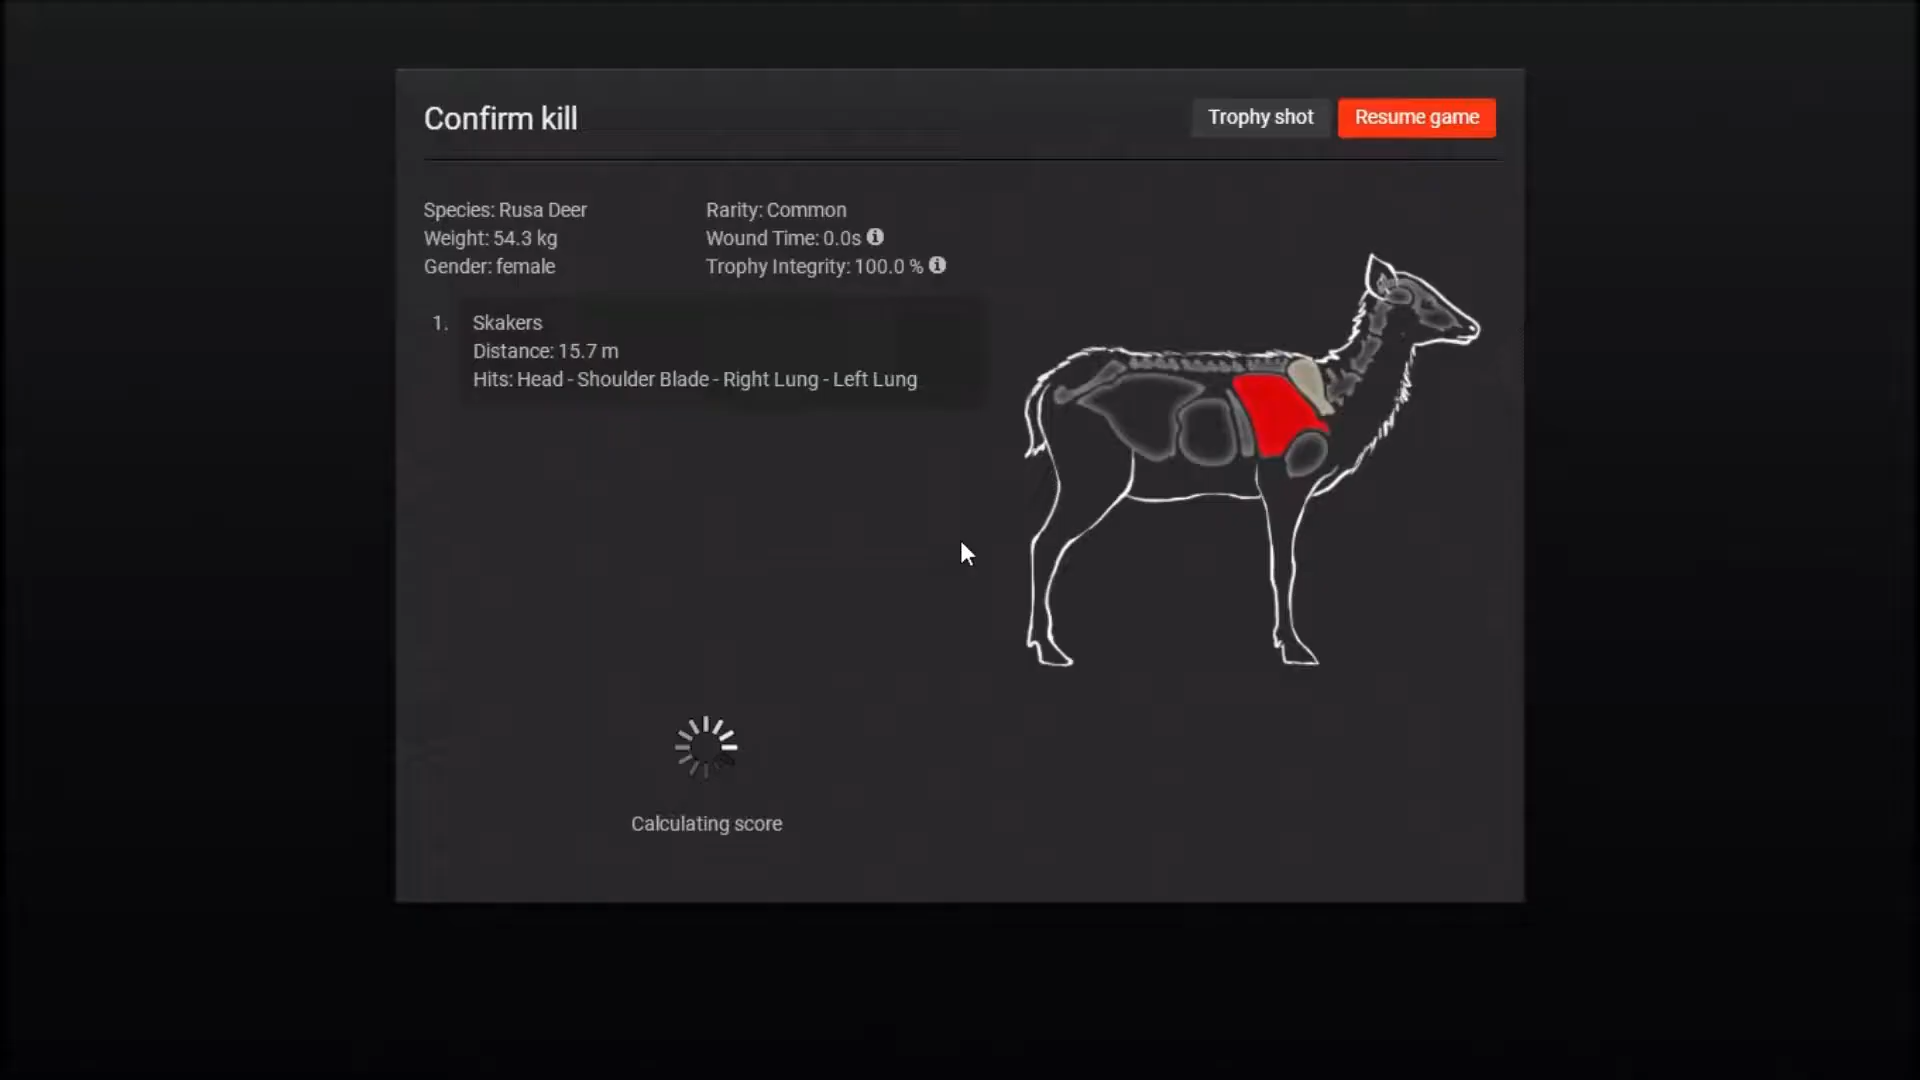 Confirm kill
Trophy shot
Resume game
Species: Rusa Deer
Weight: 54.3 kg
Gender: female
Rarity: Common
Wound Time: 0.0s
Trophy Integrity: 100.0 %
1. Skakers
Distance: 15.7 m
Hits: Head - Shoulder Blade - Right Lung - Left Lung
Calculating score